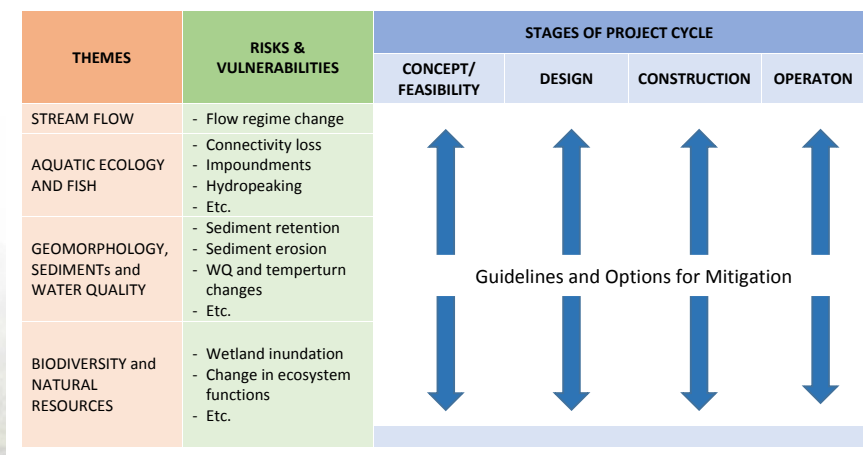 THEMES
RISKS &
VULNERABILITIES
STAGES OF PROJECT CYCLE
CONCEPT/
FEASIBILITY
DESIGN
CONSTRUCTION
OPERATON
STREAM FLOW
- Flow regime change
AQUATIC ECOLOGY
AND FISH
- Connectivity loss
- Impoundments
- Hydropeaking
- Etc.
GEOMORPHOLOGY,
SEDIMENTs and
WATER QUALITY
- Sediment retention
- Sediment erosion
- WQ and temperturn
changes
- Etc.
BIODIVERSITY and
NATURAL
RESOURCES
- Wetland inundation
- Change in ecosystem
functions
- Etc.
Guidelines and Options for Mitigation